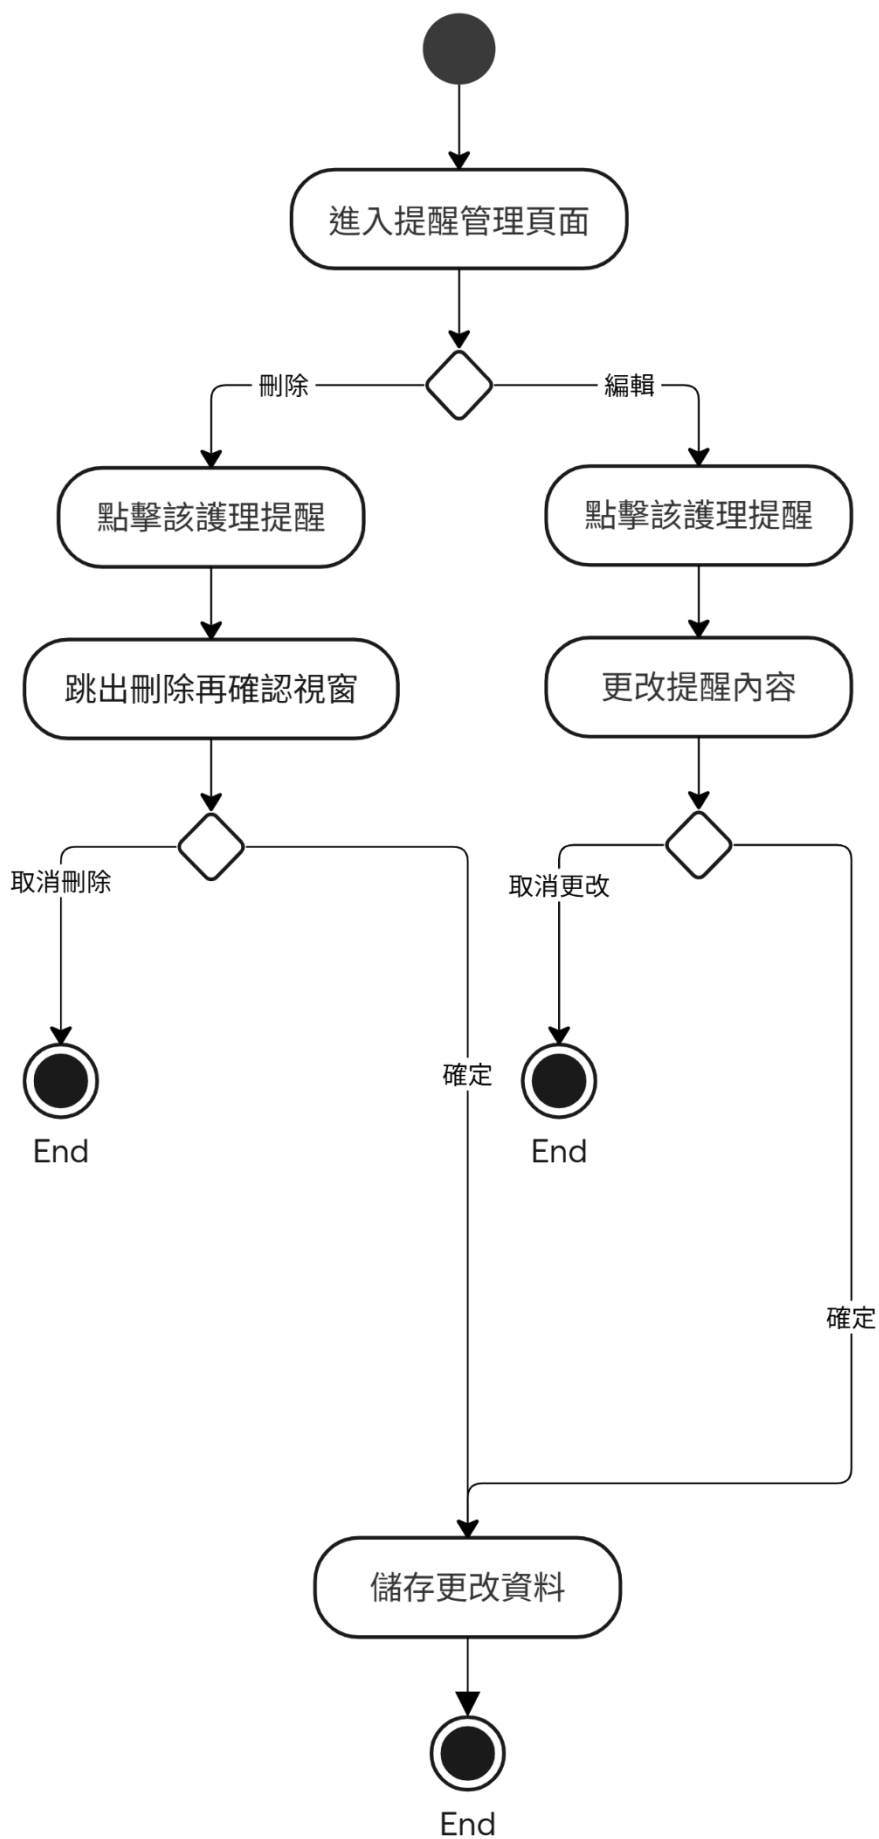 進入提醒管理頁面
刪除
編輯
點擊該護理提醒
點擊該護理提醒
跳出刪除再確認視窗
更改提醒內容
取消刪除
取消更改
確定
End
End
確定
儲存更改資料
End